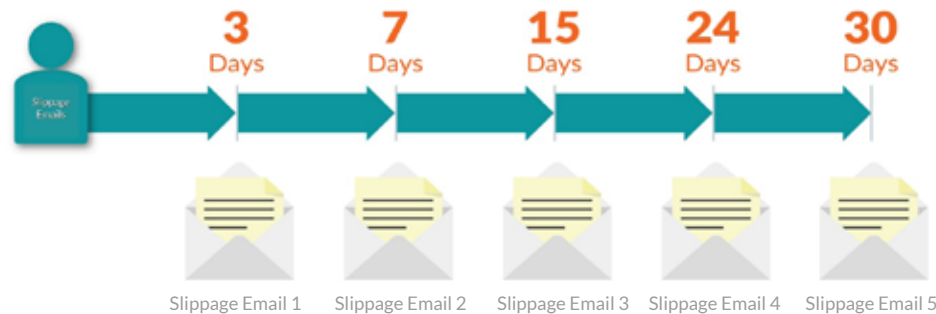 3 7 15 24 30
Days Days Days Days Days
Slippage
Emails
Slippage Email 1 Slippage Email 2 Slippage Email 3 Slippage Email 4 Slippage Email 5